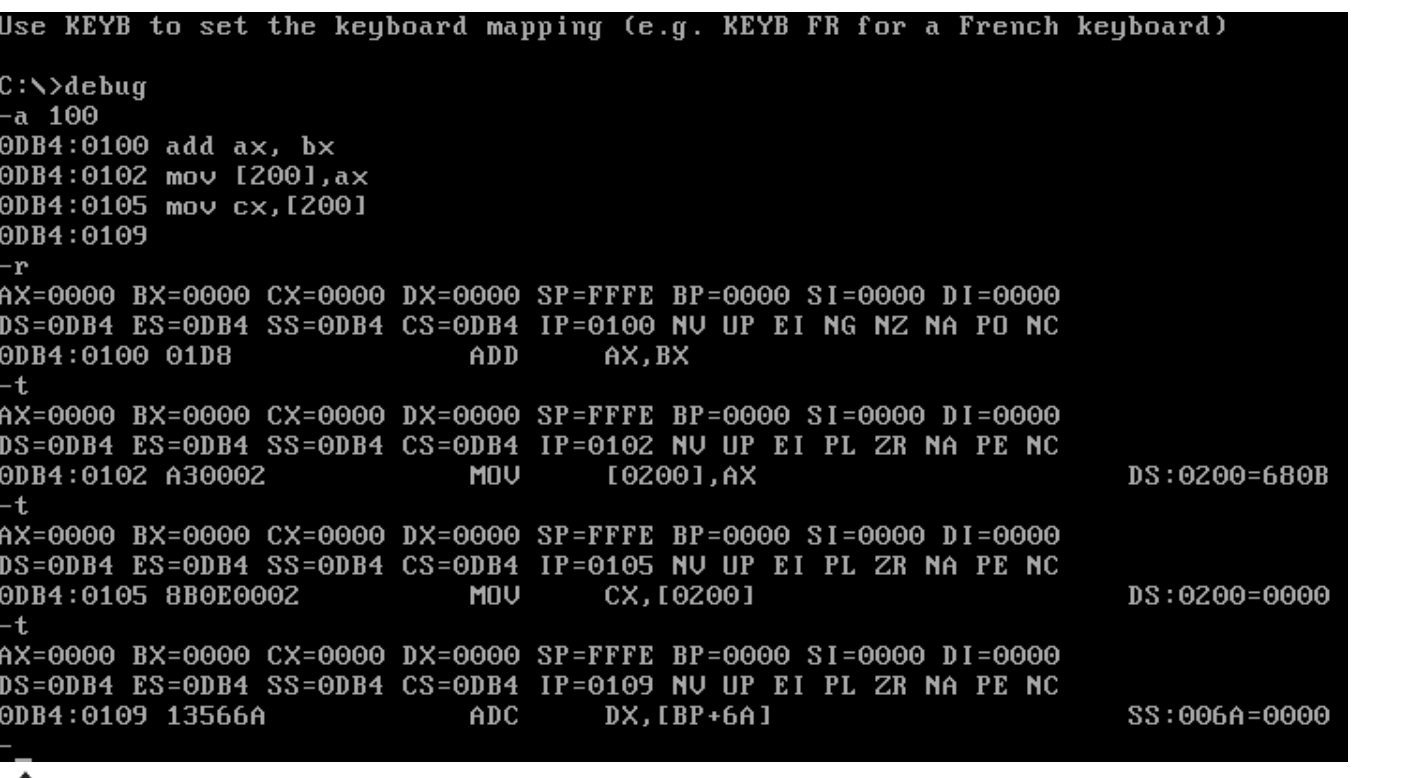 Use KEYB to set the keyboard mapping (e.g. KEYB FR for a French keyboard)
C:\>debug
-a 100
0DB4:0100 add ax, bx
0DB4:0102 mov [200],ax
0DB4:0105 mov cx,[200]
0DB4:0109
-r
AX=0000 BX=0000 CX=0000 DX=0000 SP=FFFE BP=0000 SI=0000 DI=0000
DS=0DB4 ES=0DB4 SS=0DB4 CS=0DB4 IP=0100 NV UP EI NG NZ NA PO NC
0DB4:0100 01D8 ADD AX,BX
-t
AX=0000 BX=0000 CX=0000 DX=0000 SP=FFFE BP=0000 SI=0000 DI=0000
DS=0DB4 ES=0DB4 SS=0DB4 CS=0DB4 IP=0102 NV UP EI PL ZR NA PE NC
0DB4:0102 A30002 MOV [0200],AX DS:0200=680B
-t
AX=0000 BX=0000 CX=0000 DX=0000 SP=FFFE BP=0000 SI=0000 DI=0000
DS=0DB4 ES=0DB4 SS=0DB4 CS=0DB4 IP=0105 NV UP EI PL ZR NA PE NC
0DB4:0105 8B0E0002 MOV CX,[0200] DS:0200=0000
-t
AX=0000 BX=0000 CX=0000 DX=0000 SP=FFFE BP=0000 SI=0000 DI=0000
DS=0DB4 ES=0DB4 SS=0DB4 CS=0DB4 IP=0109 NV UP EI PL ZR NA PE NC
0DB4:0109 13566A ADC DX,[BP+6A] SS:006A=0000
-